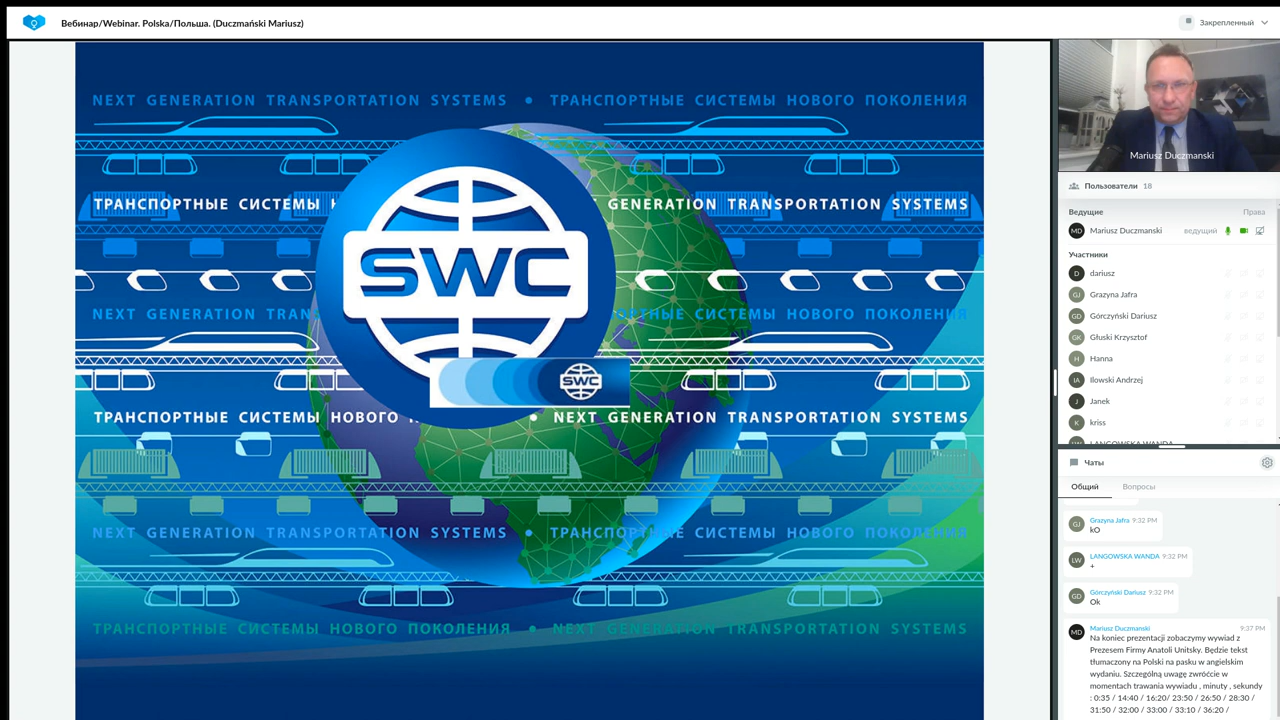 Вебинар/Webinar. Polska/Польша. (Duczmański Mariusz)
Закрепленный
NEXT GENERATION TRANSPORTATION SYSTEMS • ТРАНСПОРТНЫЕ СИСТЕМЫ НОВОГО ПОКОЛЕНИЯ
ТРАНСПОРТНЫЕ СИСТЕМЫ GENERATION TRANSPORTATION SYSTEMS
SWC
NEXT GENERATION СИСТЕМЫ НОВОГО ПОКОЛЕНИЯ
SWC
ТРАНСПОРТНЫЕ СИСТЕМЫ НОВОГО • NEXT GENERATION TRANSPORTATION SYSTEMS
NEXT GENERATION TRANSPORTATION SYSTEMS • ТРАНСПОРТНЫЕ СИСТЕМЫ НОВОГО ПОКОЛЕНИЯ
ТРАНСПОРТНЫЕ СИСТЕМЫ НОВОГО ПОКОЛЕНИЯ • NEXT GENERATION TRANSPORTATION SYSTEMS
Mariusz Duczmanski
Пользователи 18
Ведущие Права
MD Mariusz Duczmanski ведущий
Участники
D dariusz
GJ Grazyna Jafra
GD Górczyński Dariusz
GK Głuski Krzysztof
H Hanna
IA Ilowski Andrzej
J Janek
K kriss
LANGOWSKA WANDA
Чаты
Общий Вопросы
GJ Grazyna Jafra 9:32 PM
kO
LW LANGOWSKA WANDA 9:32 PM
+
GD Górczyński Dariusz 9:32 PM
Ok
MD Mariusz Duczmanski 9:37 PM
Na koniec prezentacji zobaczymy wywiad z
Prezesem Firmy Anatoli Unitsky. Będzie tekst
tłumaczony na Polski na pasku w angielskim
wydaniu. Szczególną uwagę zwróćcie w
momentach trawania wywiadu , minuty , sekundy
: 0:35 / 14:40 / 16:20/ 23:50 / 26:50 / 28:30 /
31:50 / 32:00 / 33:00 / 33:10 / 36:20 /